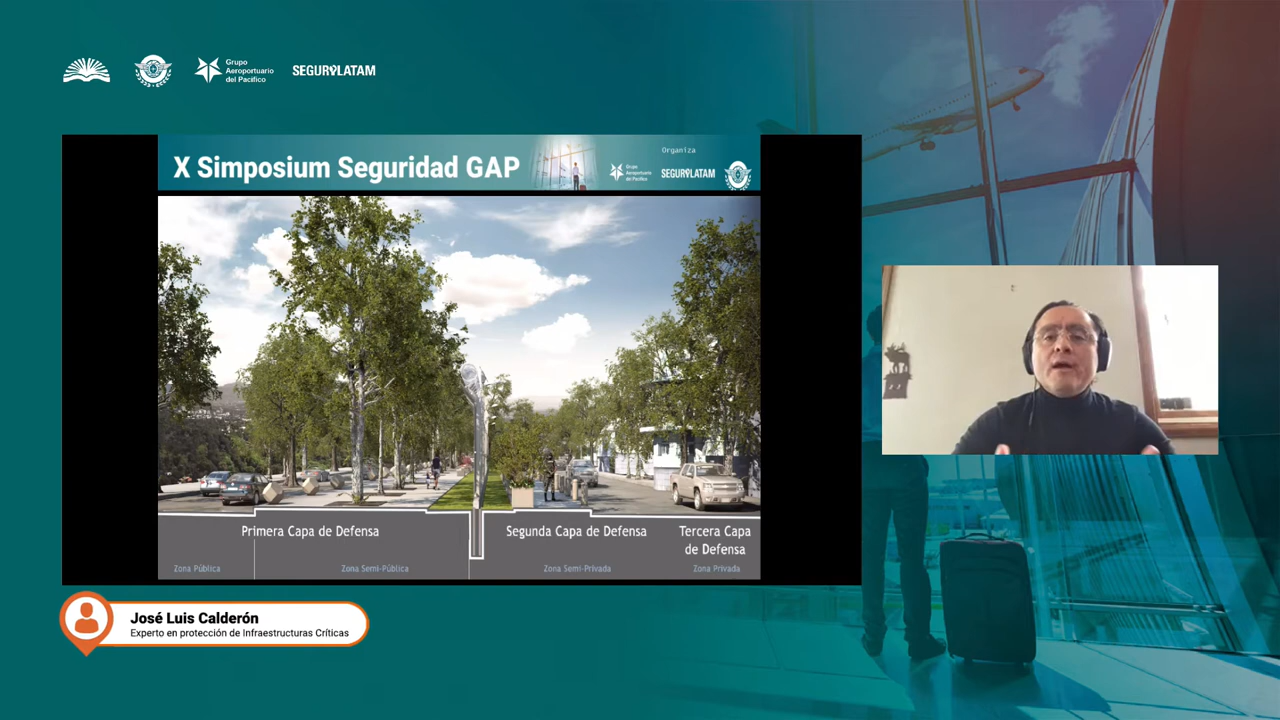 Grupo
Aeroportuario
del Pacífico
SEGURILATAM
X Simposium Seguridad GAP
Organiza
Grupo
Aeroportuario
del Pacífico
SEGURILATAM
Primera Capa de Defensa
Segunda Capa de Defensa
Tercera Capa
de Defensa
Zona Pública
Zona Semi-Pública
Zona Semi-Privada
Zona Privada
José Luis Calderón
Experto en protección de Infraestructuras Críticas